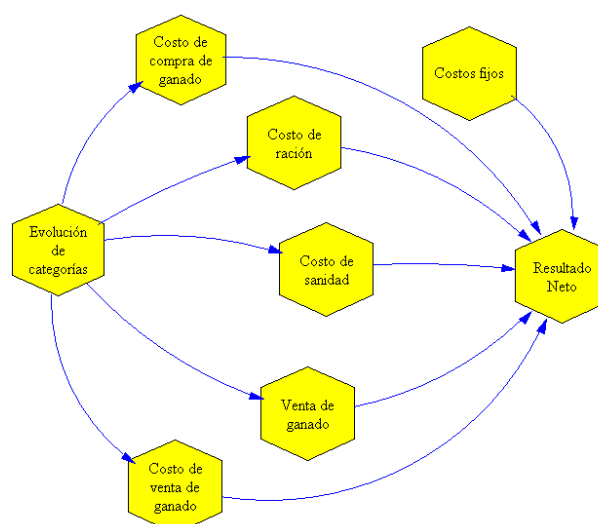 Costo de
compra de
ganado
Costos fijos
Costo de
ración
Evolución
de
categorías
Costo de
sanidad
Resultado
Neto
Venta de
ganado
Costo de
venta de
ganado